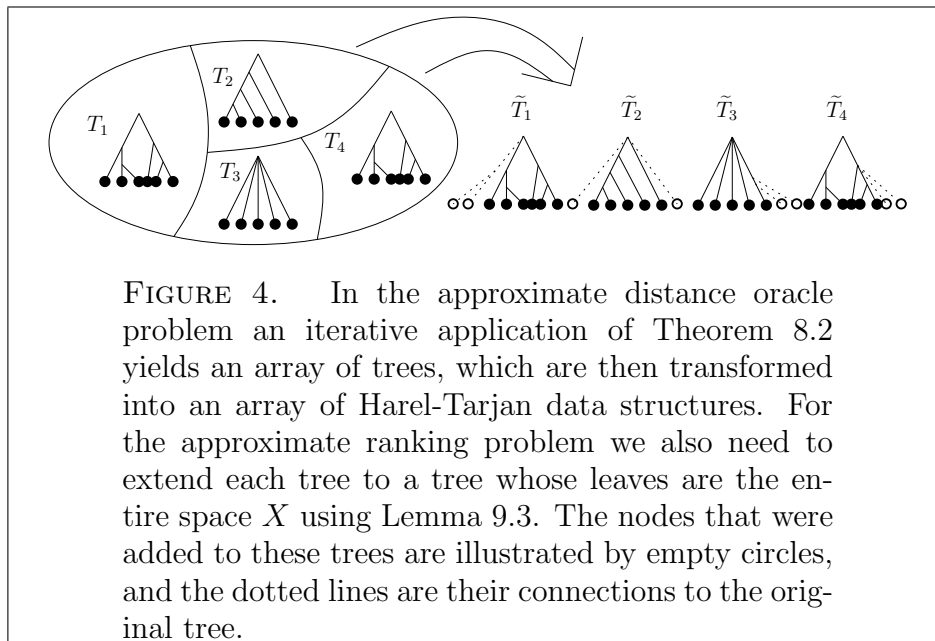 T₂
T₁
T₄
T₃
T̃₁ T̃₂ T̃₃ T̃₄
FIGURE 4. In the approximate distance oracle
problem an iterative application of Theorem 8.2
yields an array of trees, which are then transformed
into an array of Harel-Tarjan data structures. For
the approximate ranking problem we also need to
extend each tree to a tree whose leaves are the en-
tire space X using Lemma 9.3. The nodes that were
added to these trees are illustrated by empty circles,
and the dotted lines are their connections to the orig-
inal tree.